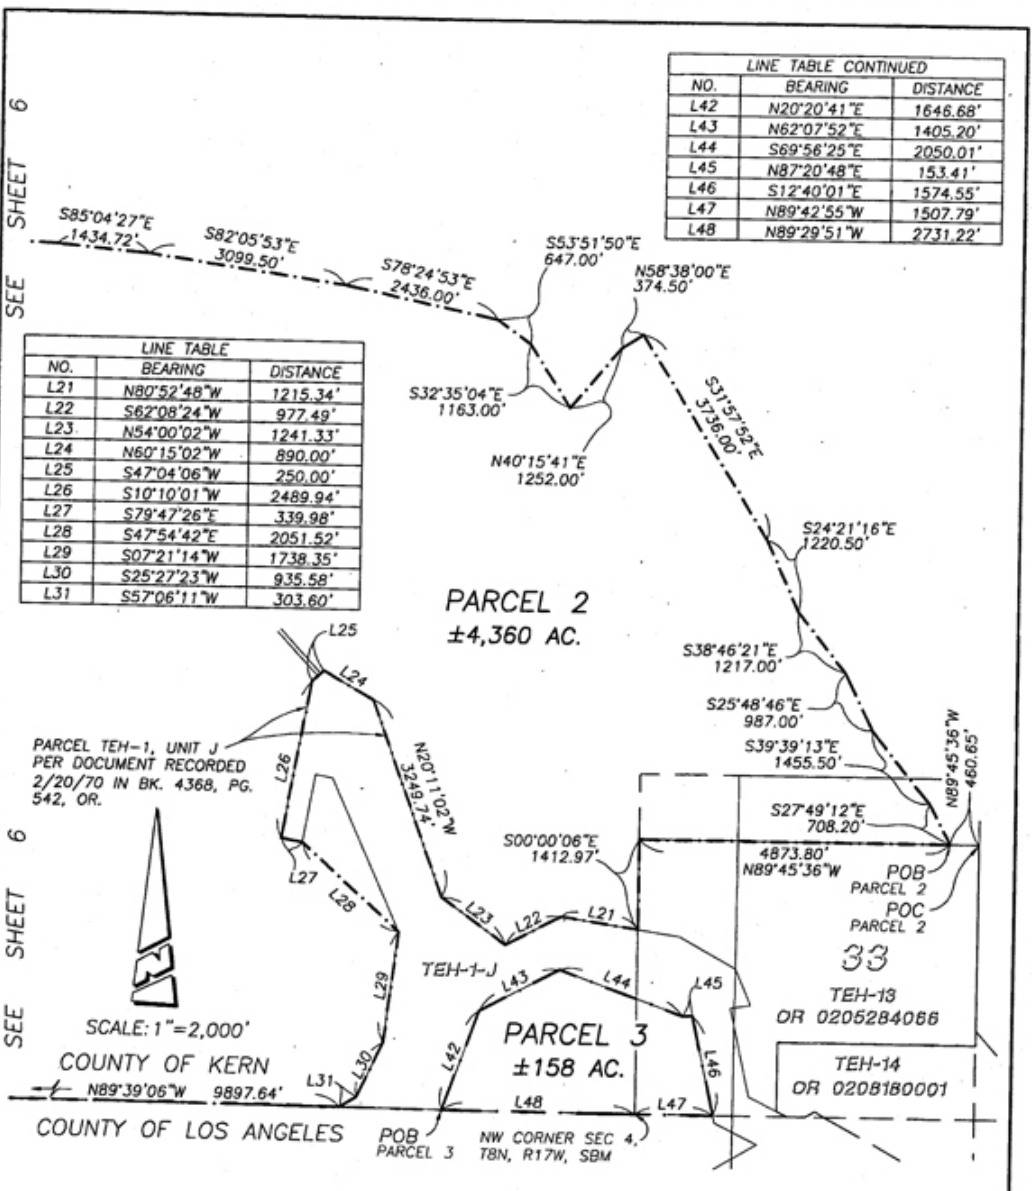 LINE TABLE CONTINUED
NO. BEARING DISTANCE
L42 N20°20'41"E 1646.68'
L43 N62°07'52"E 1405.20'
L44 S69°56'25"E 2050.01'
L45 N87°20'48"E 153.41'
L46 S12°40'01"E 1574.55'
L47 N89°42'55"W 1507.79'
L48 N89°29'51"W 2731.22'
SEE SHEET 6
S85°04'27"E
1434.72'
S82°05'53"E
3099.50'
S78°24'53"E
2436.00'
S53°51'50"E
647.00'
N58°38'00"E
374.50'
S32°35'04"E
1163.00'
N40°15'41"E
1252.00'
S31°57'52"E
3736.00'
S24°21'16"E
1220.50'
S38°46'21"E
1217.00'
S25°48'46"E
987.00'
S39°39'13"E
1455.50'
S27°49'12"E
708.20'
N89°45'36"W
460.65'
LINE TABLE
NO. BEARING DISTANCE
L21 N80°52'48"W 1215.34'
L22 S62°08'24"W 977.49'
L23 N54°00'02"W 1241.33'
L24 N60°15'02"W 890.00'
L25 S47°04'06"W 250.00'
L26 S10°10'01"W 2489.94'
L27 S79°47'26"E 339.98'
L28 S47°54'42"E 2051.52'
L29 S07°21'14"W 1738.35'
L30 S25°27'23"W 935.58'
L31 S57°06'11"W 303.60'
PARCEL 2
±4,360 AC.
L25
L24
PARCEL TEH-1, UNIT J
PER DOCUMENT RECORDED
2/20/70 IN BK. 4368, PG.
542, OR.
L26
N20°11'02"W
3249.74'
L27
L28
S00°00'06"E
1412.97'
4873.80'
N89°45'36"W
POB
PARCEL 2
POC
PARCEL 2
L23
L22
L21
33
TEH-13
OR 0205284066
TEH-14
OR 0208180001
SEE SHEET 6
N
SCALE: 1"=2,000'
TEH-1-J
L29
L43
L44
L45
PARCEL 3
±158 AC.
L42
L46
L30
L31
COUNTY OF KERN
N89°39'06"W 9897.64'
L48
L47
COUNTY OF LOS ANGELES
POB
PARCEL 3
NW CORNER SEC 4,
T8N, R17W, SBM